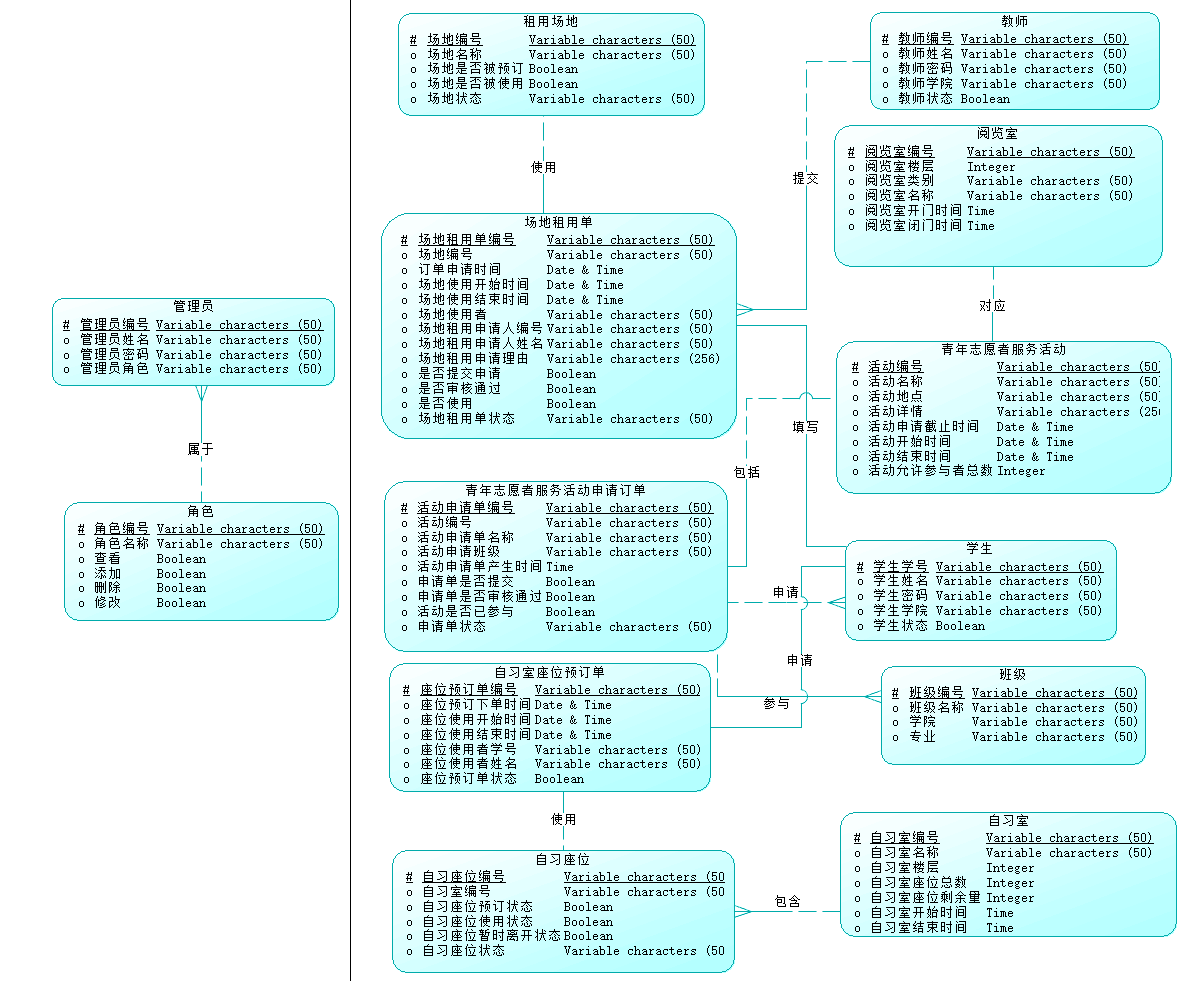 管理员
# 管理员编号 Variable characters (50)
o 管理员姓名 Variable characters (50)
o 管理员密码 Variable characters (50)
o 管理员角色 Variable characters (50)
属于
角色
# 角色编号 Variable characters (50)
o 角色名称 Variable characters (50)
o 查看 Boolean
o 添加 Boolean
o 删除 Boolean
o 修改 Boolean
租用场地
# 场地编号 Variable characters (50)
o 场地名称 Variable characters (50)
o 场地是否被预订 Boolean
o 场地是否被使用 Boolean
o 场地状态 Variable characters (50)
使用
场地租用单
# 场地租用单编号 Variable characters (50)
o 场地编号 Variable characters (50)
o 订单申请时间 Date & Time
o 场地使用开始时间 Date & Time
o 场地使用结束时间 Date & Time
o 场地使用者 Variable characters (50)
o 场地租用申请人编号 Variable characters (50)
o 场地租用申请人姓名 Variable characters (50)
o 场地租用申请理由 Variable characters (256)
o 是否提交申请 Boolean
o 是否审核通过 Boolean
o 是否使用 Boolean
o 场地租用单状态 Variable characters (50)
青年志愿者服务活动申请订单
# 活动申请单编号 Variable characters (50)
o 活动编号 Variable characters (50)
o 活动申请单名称 Variable characters (50)
o 活动申请班级 Variable characters (50)
o 活动申请单产生时间 Time
o 申请单是否提交 Boolean
o 申请单是否审核通过 Boolean
o 活动是否已参与 Boolean
o 申请单状态 Variable characters (50)
自习室座位预订单
# 座位预订单编号 Variable characters (50)
o 座位预订下单时间 Date & Time
o 座位使用开始时间 Date & Time
o 座位使用结束时间 Date & Time
o 座位使用者学号 Variable characters (50)
o 座位使用者姓名 Variable characters (50)
o 座位预订单状态 Boolean
使用
自习座位
# 自习座位编号 Variable characters (50
o 自习室编号 Variable characters (50
o 自习座位预订状态 Boolean
o 自习座位使用状态 Boolean
o 自习座位暂时离开状态 Boolean
o 自习座位状态 Variable characters (50
提交
填写
包括
申请
申请
参与
包含
教师
# 教师编号 Variable characters (50)
o 教师姓名 Variable characters (50)
o 教师密码 Variable characters (50)
o 教师学院 Variable characters (50)
o 教师状态 Boolean
阅览室
# 阅览室编号 Variable characters (50)
o 阅览室楼层 Integer
o 阅览室类别 Variable characters (50)
o 阅览室名称 Variable characters (50)
o 阅览室开门时间 Time
o 阅览室闭门时间 Time
对应
青年志愿者服务活动
# 活动编号 Variable characters (50)
o 活动名称 Variable characters (50)
o 活动地点 Variable characters (50)
o 活动详情 Variable characters (256
o 活动申请截止时间 Date & Time
o 活动开始时间 Date & Time
o 活动结束时间 Date & Time
o 活动允许参与者总数 Integer
学生
# 学生学号 Variable characters (50)
o 学生姓名 Variable characters (50)
o 学生密码 Variable characters (50)
o 学生学院 Variable characters (50)
o 学生状态 Boolean
班级
# 班级编号 Variable characters (50)
o 班级名称 Variable characters (50)
o 学院 Variable characters (50)
o 专业 Variable characters (50)
自习室
# 自习室编号 Variable characters (50)
o 自习室名称 Variable characters (50)
o 自习室楼层 Integer
o 自习室座位总数 Integer
o 自习室座位剩余量 Integer
o 自习室开始时间 Time
o 自习室结束时间 Time